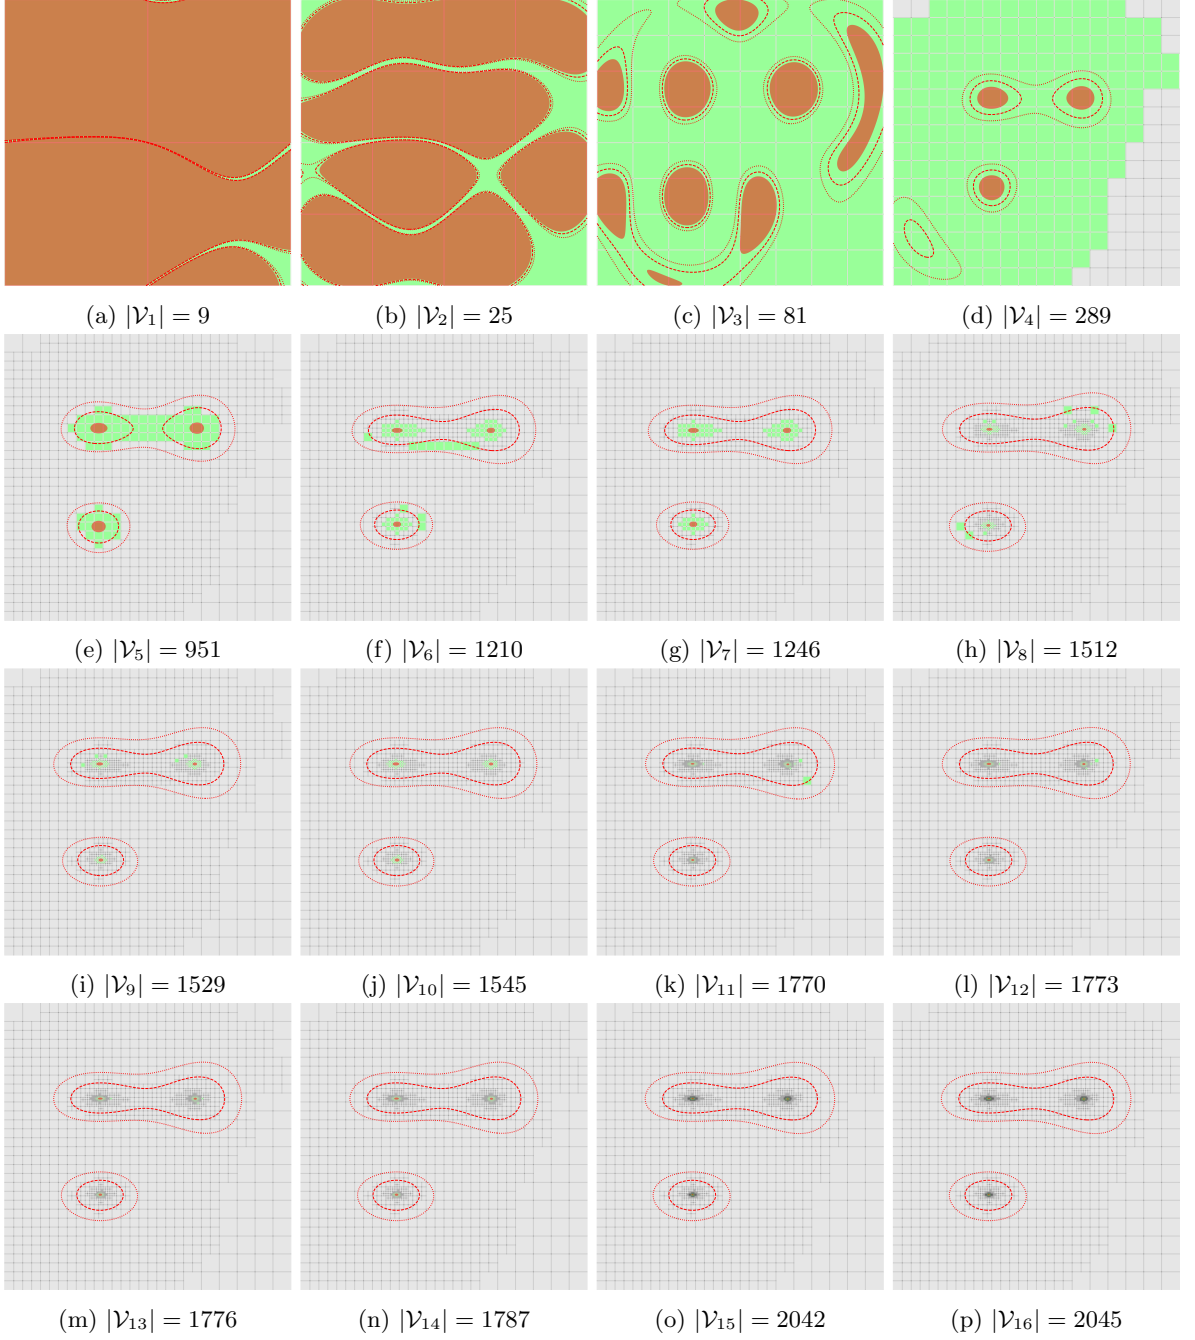 (a) |𝒱₁| = 9 (b) |𝒱₂| = 25 (c) |𝒱₃| = 81 (d) |𝒱₄| = 289
(e) |𝒱₅| = 951 (f) |𝒱₆| = 1210 (g) |𝒱₇| = 1246 (h) |𝒱₈| = 1512
(i) |𝒱₉| = 1529 (j) |𝒱₁₀| = 1545 (k) |𝒱₁₁| = 1770 (l) |𝒱₁₂| = 1773
(m) |𝒱₁₃| = 1776 (n) |𝒱₁₄| = 1787 (o) |𝒱₁₅| = 2042 (p) |𝒱₁₆| = 2045